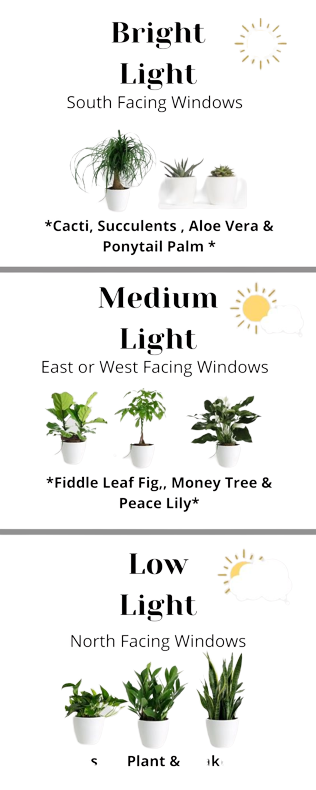 Bright
Light
South Facing Windows
*Cacti, Succulents , Aloe Vera &
Ponytail Palm *
Medium
Light
East or West Facing Windows
*Fiddle Leaf Fig,, Money Tree &
Peace Lily*
Low
Light
North Facing Windows
Plant &